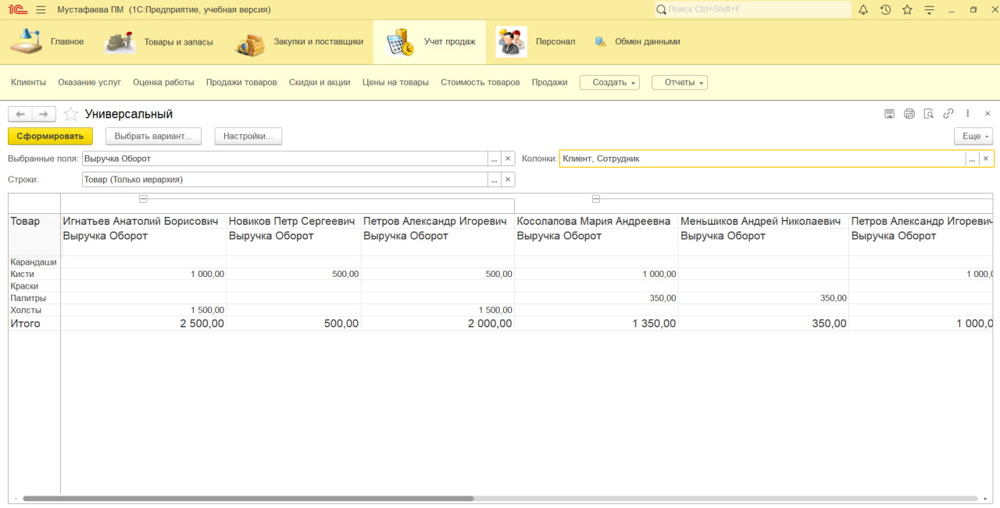 1С Мустафаева ПМ (1С:Предприятие, учебная версия) Поиск Ctrl+Shift+F
Главное Товары и запасы Закупки и поставщики Учет продаж Персонал Обмен данными
Клиенты Оказание услуг Оценка работы Продажи товаров Скидки и акции Цены на товары Стоимость товаров Продажи Создать Отчеты
Универсальный
Сформировать Выбрать вариант... Настройки... Еще
Выбранные поля: Выручка Оборот ... Колонки: Клиент, Сотрудник ...
Строки: Товар (Только иерархия) ...
Товар Игнатьев Анатолий Борисович Новиков Петр Сергеевич Петров Александр Игоревич Косолапова Мария Андреевна Меньшиков Андрей Николаевич Петров Александр Игоревич
Выручка Оборот Выручка Оборот Выручка Оборот Выручка Оборот Выручка Оборот Выручка Оборот
Карандаши
Кисти 1 000,00 500,00 500,00 1 000,00 1 000,0
Краски
Палитры 350,00 350,00
Холсты 1 500,00 1 500,00
Итого 2 500,00 500,00 2 000,00 1 350,00 350,00 1 000,0